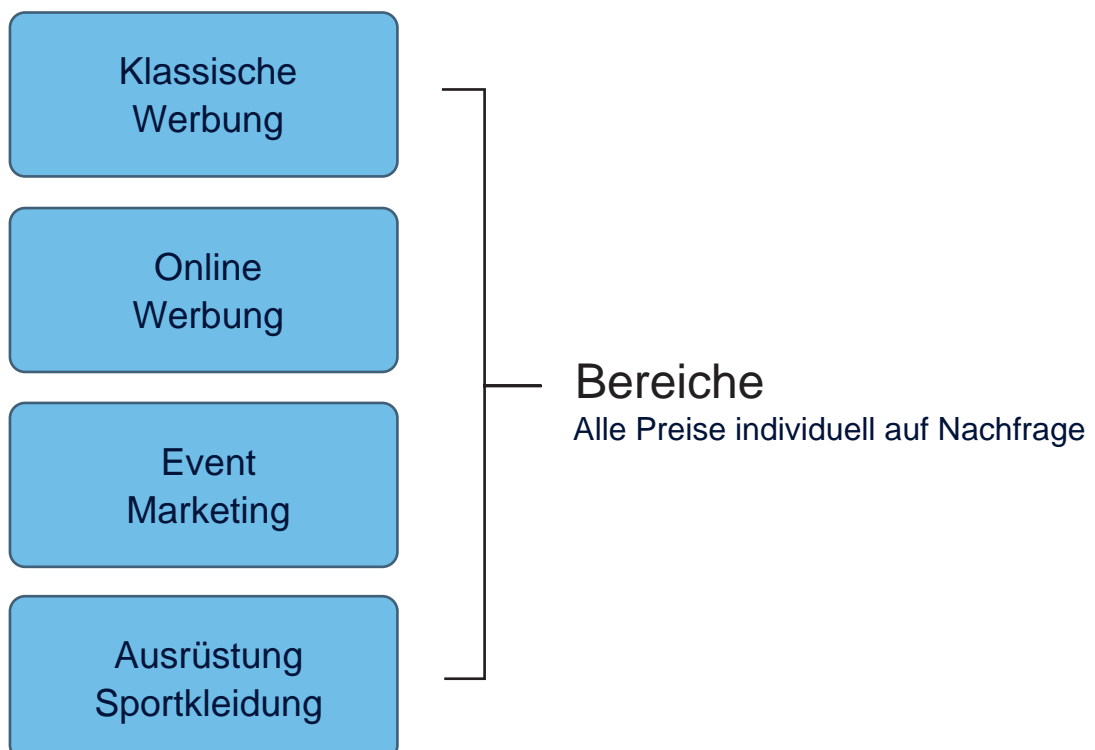 Klassische
Werbung
Online
Werbung
Event
Marketing
Ausrüstung
Sportkleidung
Bereiche
Alle Preise individuell auf Nachfrage